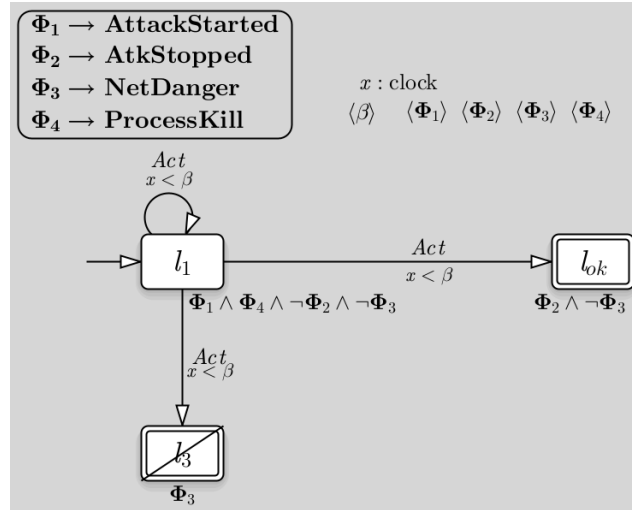 Φ₁ → AttackStarted
Φ₂ → AtkStopped
Φ₃ → NetDanger
Φ₄ → ProcessKill
x : clock
⟨β⟩ ⟨Φ₁⟩ ⟨Φ₂⟩ ⟨Φ₃⟩ ⟨Φ₄⟩
Act
x < β
l₁
Act
x < β
lₒₖ
Φ₁ ∧ Φ₄ ∧ ¬Φ₂ ∧ ¬Φ₃
Φ₂ ∧ ¬Φ₃
Act
x < β
l₃
Φ₃